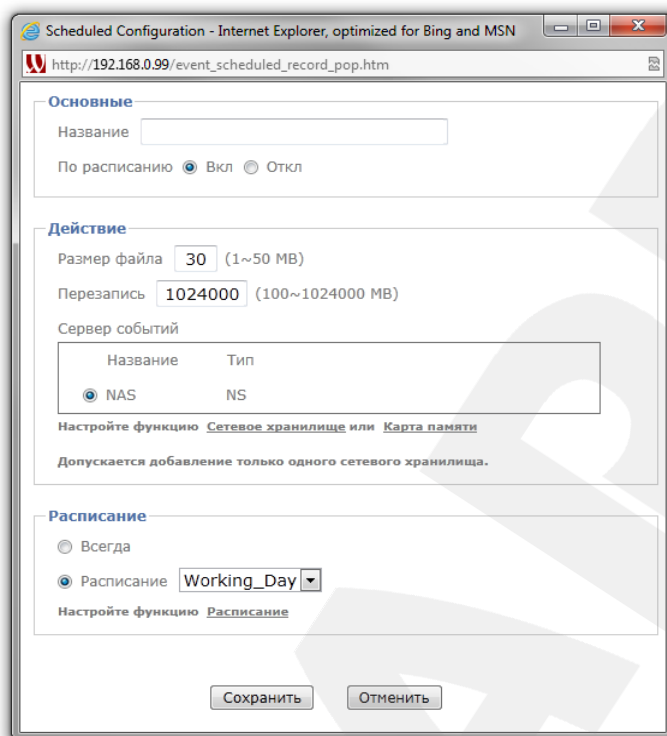 Scheduled Configuration - Internet Explorer, optimized for Bing and MSN
http://192.168.0.99/event_scheduled_record_pop.htm
Основные
Название
По расписанию Вкл Откл
Действие
Размер файла 30 (1~50 MB)
Перезапись 1024000 (100~1024000 MB)
Сервер событий
Название Тип
NAS NS
Настройте функцию Сетевое хранилище или Карта памяти
Допускается добавление только одного сетевого хранилища.
Расписание
Всегда
Расписание Working_Day
Настройте функцию Расписание
Сохранить Отменить